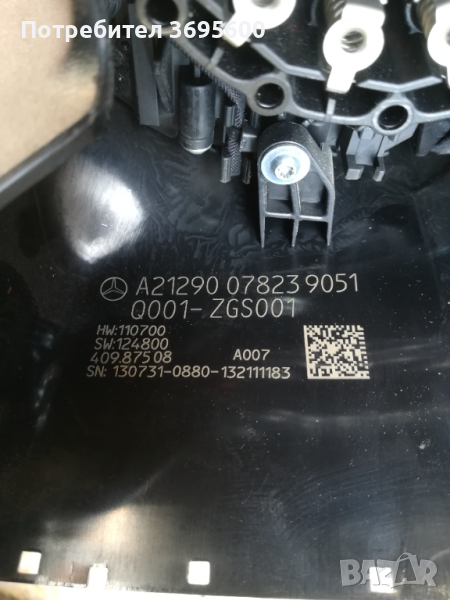 Потребител 3695600
A21290 07823 9051
Q001-ZGS001
HW:110700
SW:124800
409.875 08 A007
SN: 130731-0880-132111183
BAZAR